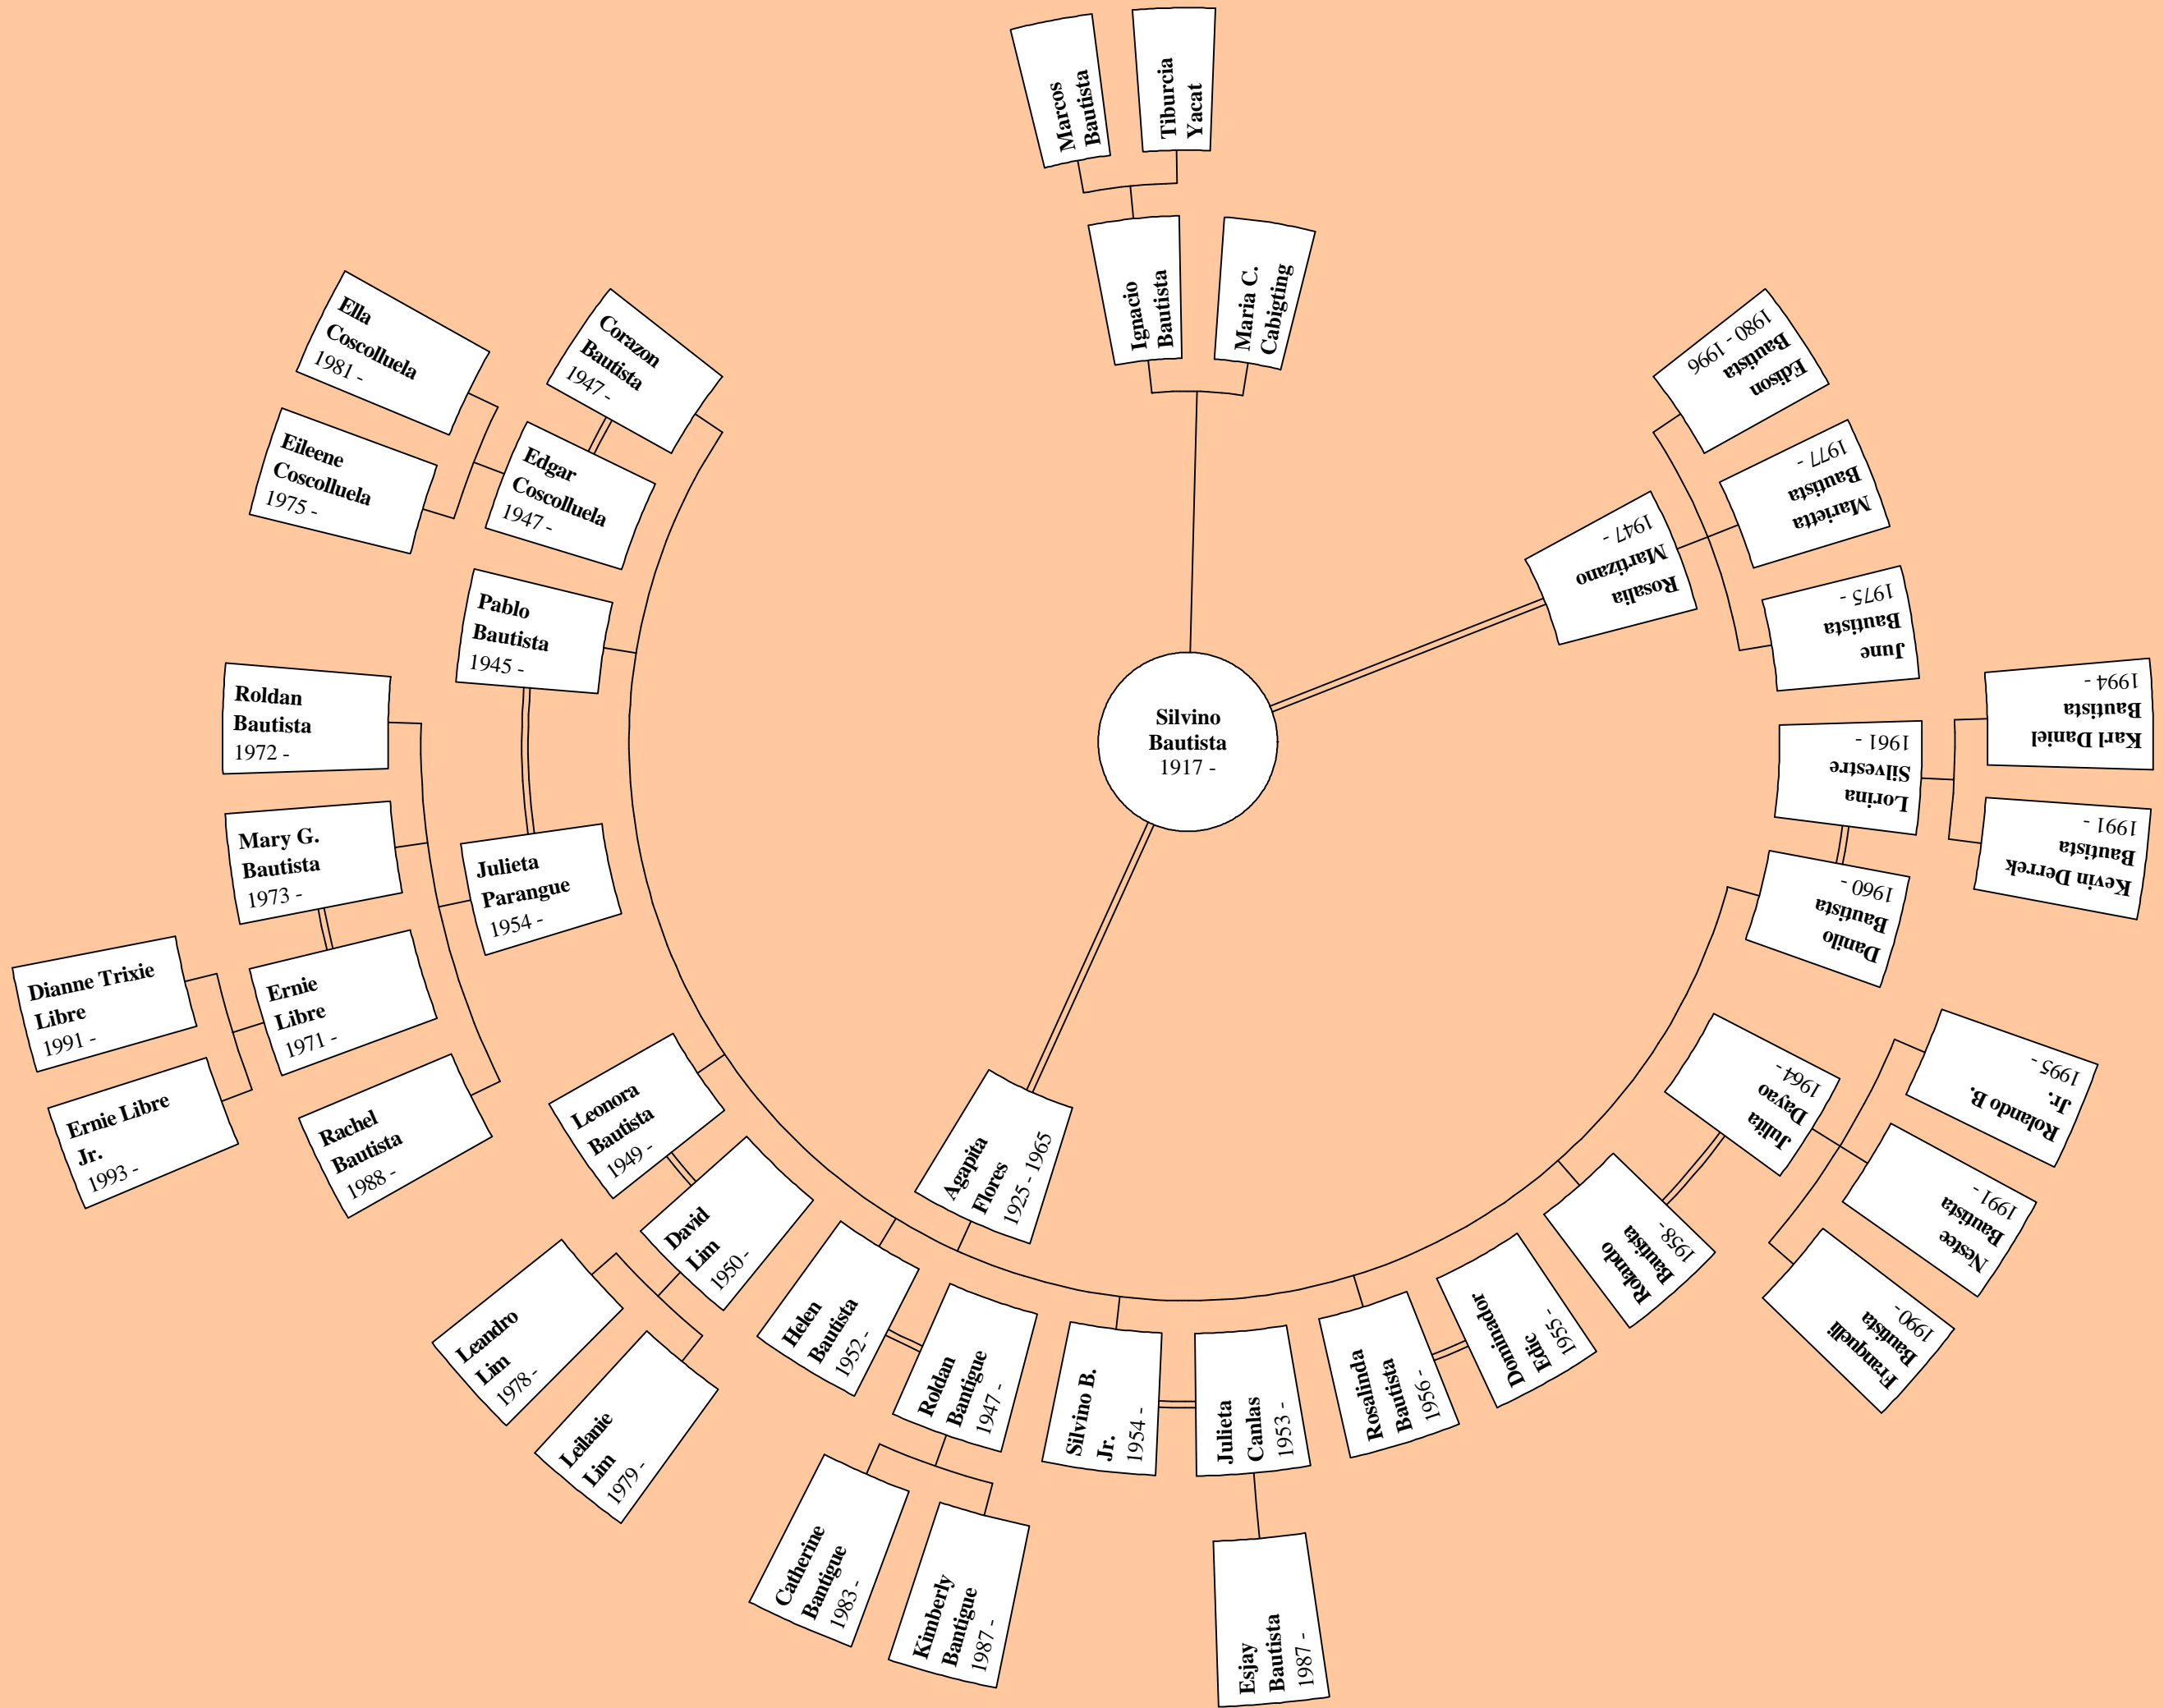 Marcos
Bautista
Tiburcia
Yacat
Ignacio
Bautista
Maria C.
Cabigting
Silvino
Bautista
1917 -
Ella
Coscolluela
1981 -
Eileene
Coscolluela
1975 -
Corazon
Bautista
1947 -
Edgar
Coscolluela
1947 -
Pablo
Bautista
1945 -
Julieta
Parangue
1954 -
Roldan
Bautista
1972 -
Mary G.
Bautista
1973 -
Ernie
Libre
1971 -
Dianne Trixie
Libre
1991 -
Ernie Libre
Jr.
1993 -
Rachel
Bautista
1988 -
Leonora
Bautista
1949 -
David
Lim
1950 -
Leandro
Lim
1978 -
Leilanie
Lim
1979 -
Agapita
Flores
1925 - 1965
Helen
Bautista
1952 -
Roldan
Bantigue
1947 -
Catherine
Bantigue
1983 -
Kimberly
Bantigue
1987 -
Silvino B.
Jr.
1954 -
Julieta
Canlas
1953 -
Esjay
Bautista
1987 -
Rosalinda
Bautista
1956 -
Dominador
Edic
1955 -
Rolando
Bautista
1958 -
Julita
Dayao
1964 -
Franquelli
Bautista
1990 -
Nestee
Bautista
1991 -
Rolando B.
Jr.
1995 -
Danilo
Bautista
1960 -
Lorina
Silvestre
1961 -
Kevin Derrek
Bautista
1991 -
Karl Daniel
Bautista
1994 -
Rosalia
Martizano
1947 -
June
Bautista
1975 -
Marietta
Bautista
1977 -
Edison
Bautista
1980 - 1996